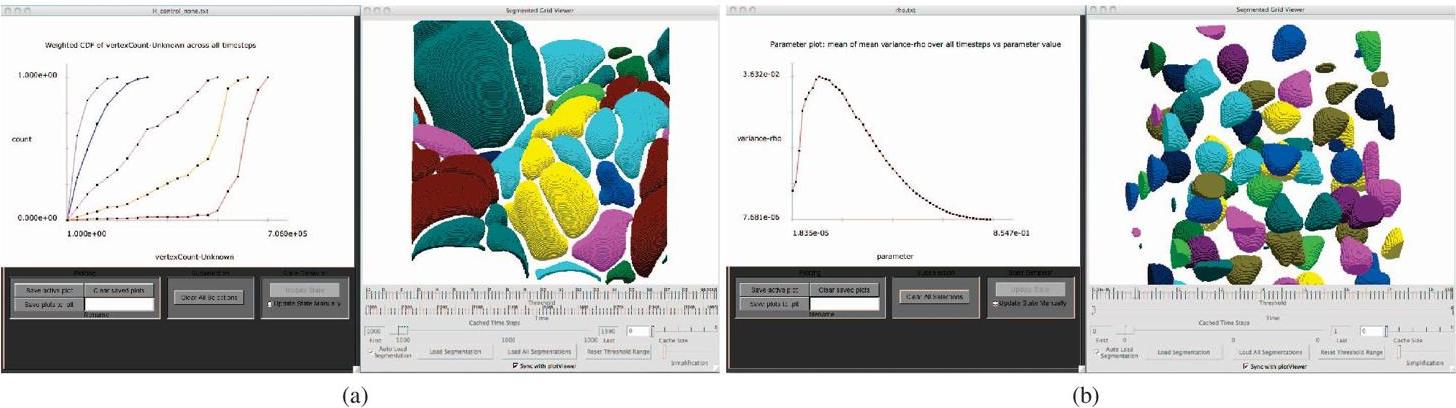 H_control_none.txt
Weighted CDF of vertexCount-Unknown across all timesteps
1.000e+00
count
0.000e+00
1.000e+00 7.069e+05
vertexCount-Unknown
Plotting
Save active plot Clear saved plots
Save plots to .plt
filename
Subselection
Clear All Selections
State Behavior
Update State
Update State Manually
Segmented Grid Viewer
Threshold
Time
Cached Time Steps
1000 1990 0
First 1000 1000 1000 Last Cache Size
Auto Load Segmentation Load Segmentation Load All Segmentations Reset Threshold Range
Simplification
Sync with plotViewer
(a)
rho.txt
Parameter plot: mean of mean variance-rho over all timesteps vs parameter value
3.632e-02
variance-rho
7.681e-06
1.835e-05 8.547e-01
parameter
Plotting
Save active plot Clear saved plots
Save plots to .plt
filename
Subselection
Clear All Selections
State Behavior
Update State
Update State Manually
Segmented Grid Viewer
Threshold
Time
Cached Time Steps
0 1 0
First 0 0 0 Last Cache Size
Auto Load Segmentation Load Segmentation Load All Segmentations Reset Threshold Range
Simplification
Sync with plotViewer
(b)